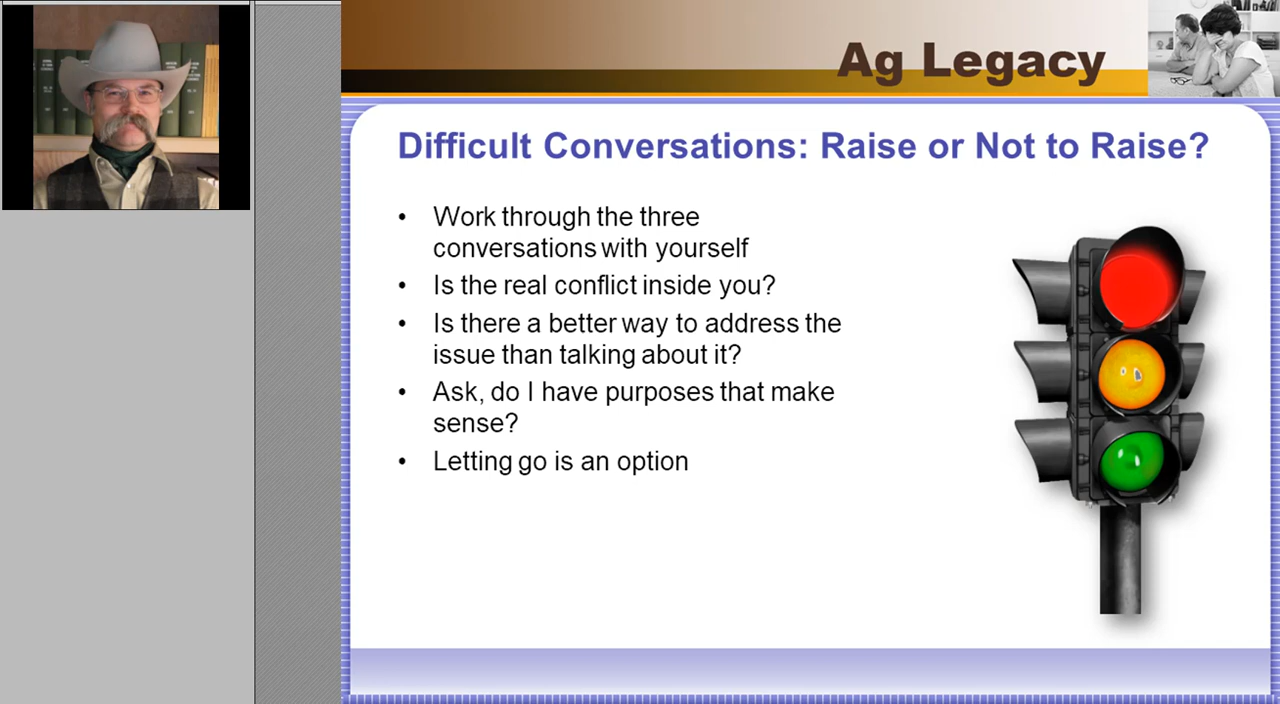 Ag Legacy
Difficult Conversations: Raise or Not to Raise?
• Work through the three
conversations with yourself
• Is the real conflict inside you?
• Is there a better way to address the
issue than talking about it?
• Ask, do I have purposes that make
sense?
• Letting go is an option